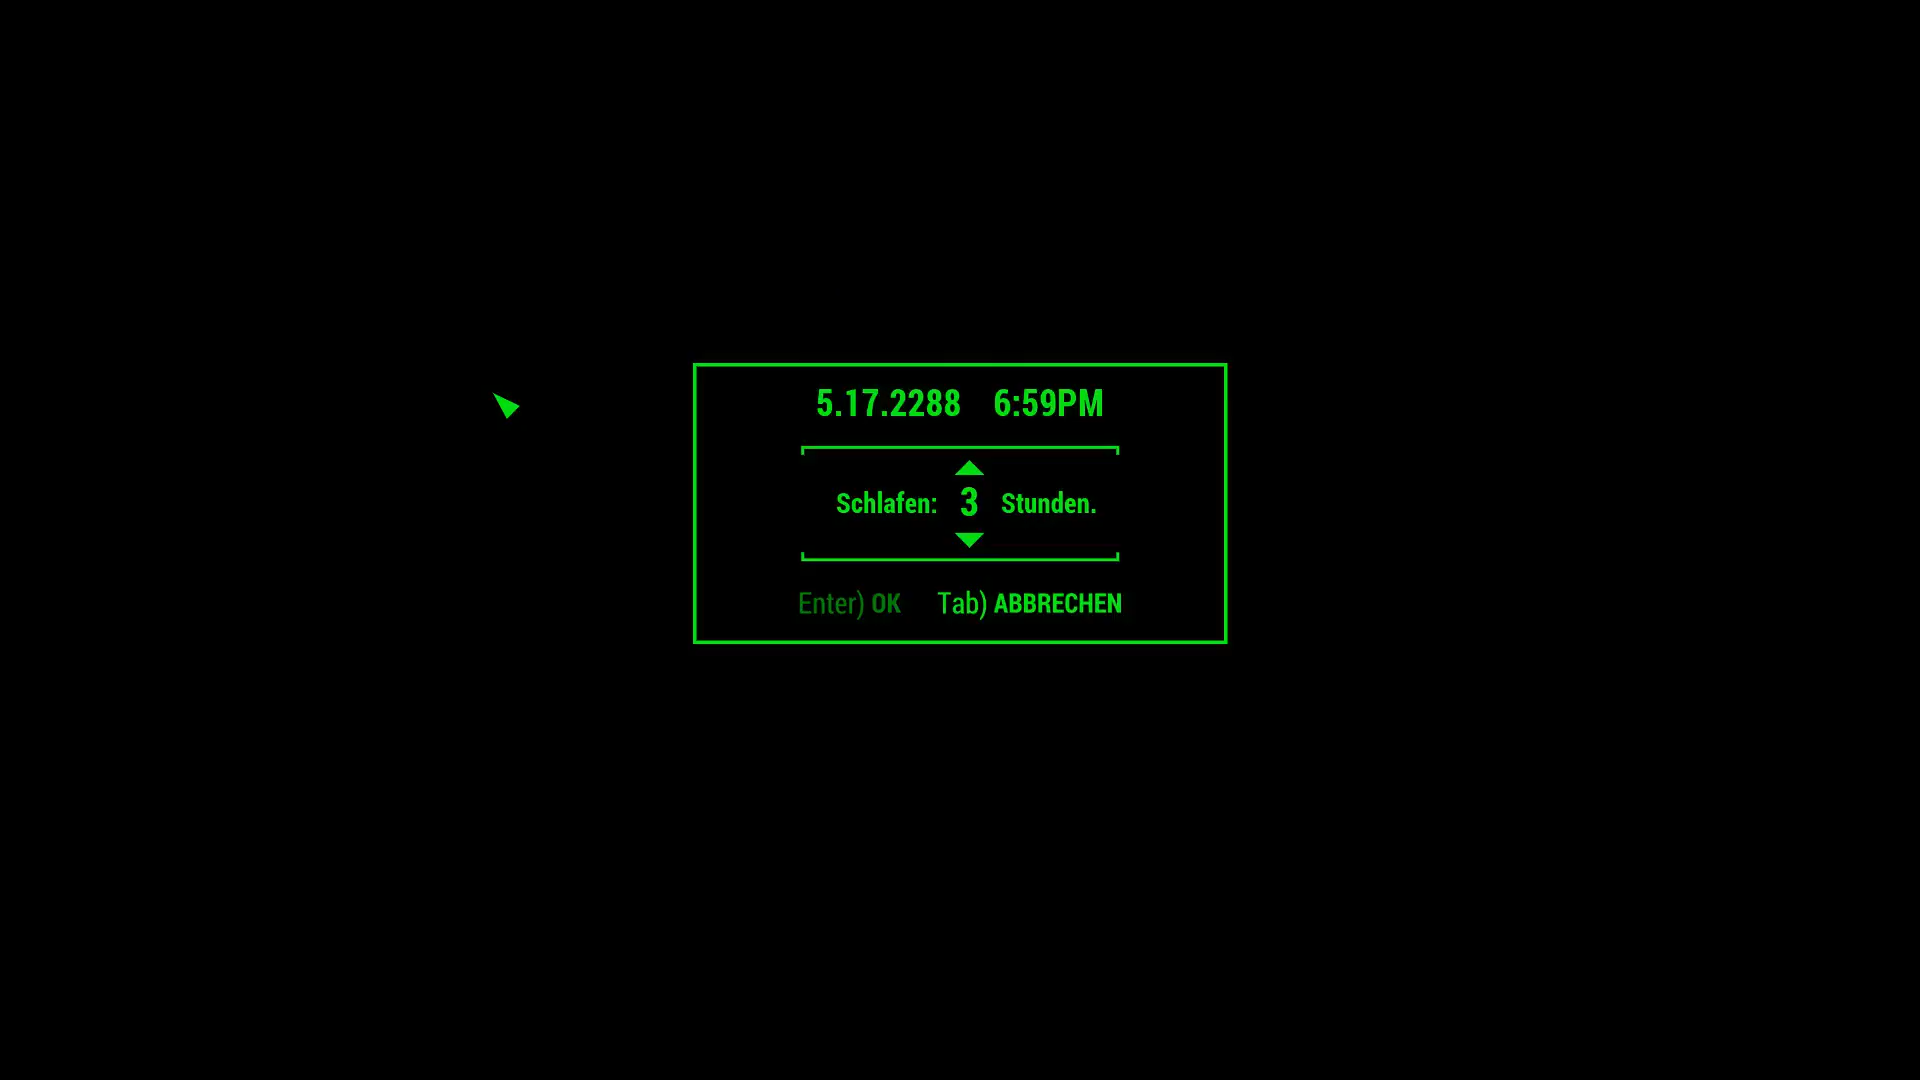 5.17.2288 6:59PM
Schlafen: 3 Stunden.
Enter) OK Tab) ABBRECHEN